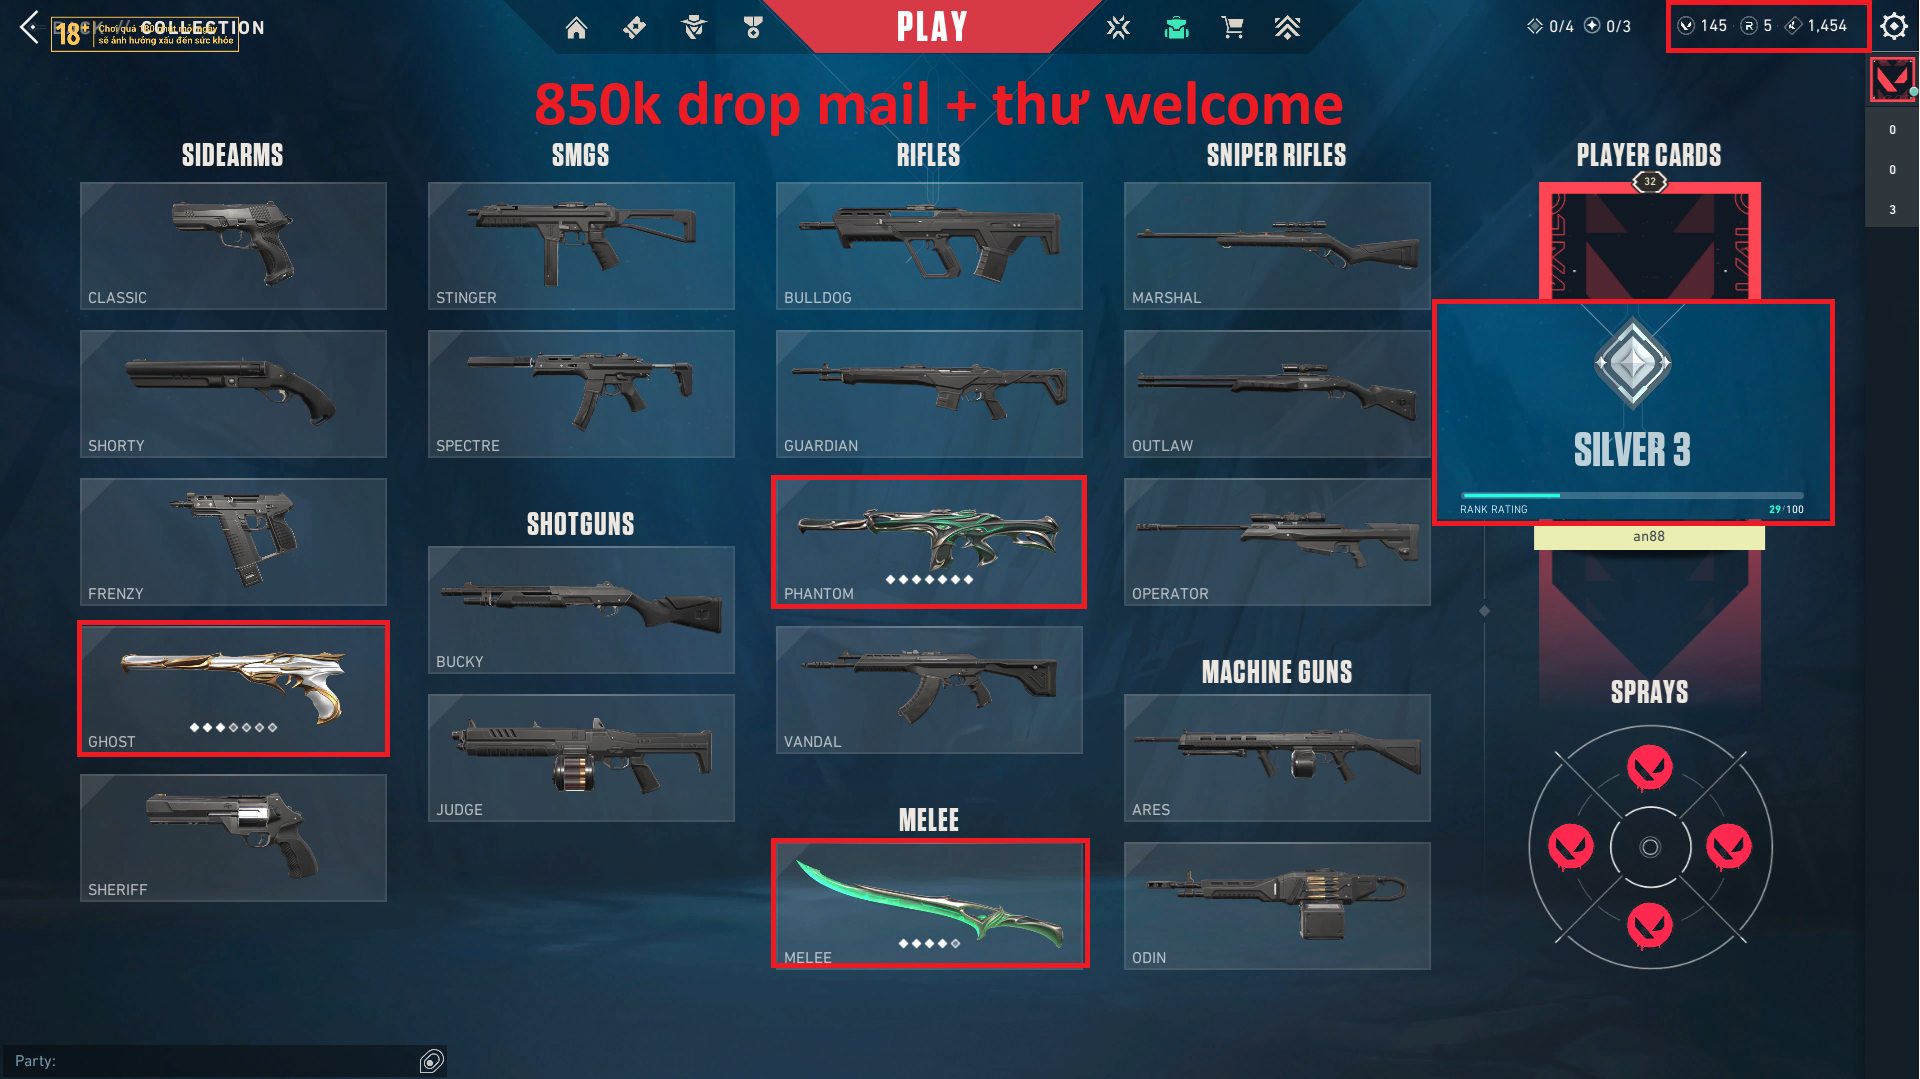 BACK // COLLECTION
18+ Chơi quá 180 phút mỗi ngày
sẽ ảnh hưởng xấu đến sức khỏe
PLAY
0/4 0/3
145 R 5 1,454
850k drop mail + thư welcome
0
0
3
SIDEARMS
CLASSIC
SHORTY
FRENZY
GHOST
SHERIFF
SMGS
STINGER
SPECTRE
SHOTGUNS
BUCKY
JUDGE
RIFLES
BULLDOG
GUARDIAN
PHANTOM
VANDAL
MELEE
MELEE
SNIPER RIFLES
MARSHAL
OUTLAW
OPERATOR
MACHINE GUNS
ARES
ODIN
PLAYER CARDS
32
SILVER 3
RANK RATING 29/100
an88
SPRAYS
Party: